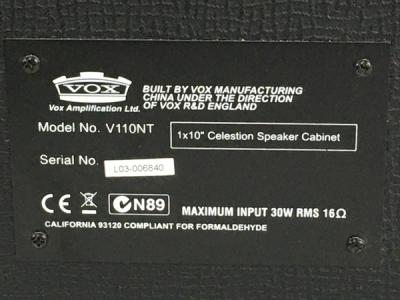 VOX
Vox Amplification Ltd.
BUILT BY VOX MANUFACTURING
CHINA UNDER THE DIRECTION
OF VOX R&D ENGLAND
Model No. V110NT
1x10" Celestion Speaker Cabinet
Serial No. L03-006640
CE N89 MAXIMUM INPUT 30W RMS 16Ω
CALIFORNIA 93120 COMPLIANT FOR FORMALDEHYDE